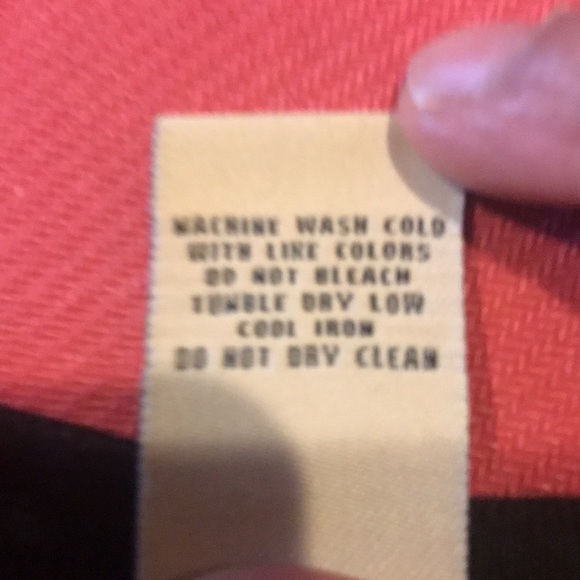 MACHINE WASH COLD
WITH LIKE COLORS
DO NOT BLEACH
TUMBLE DRY LOW
COOL IRON
DO NOT DRY CLEAN